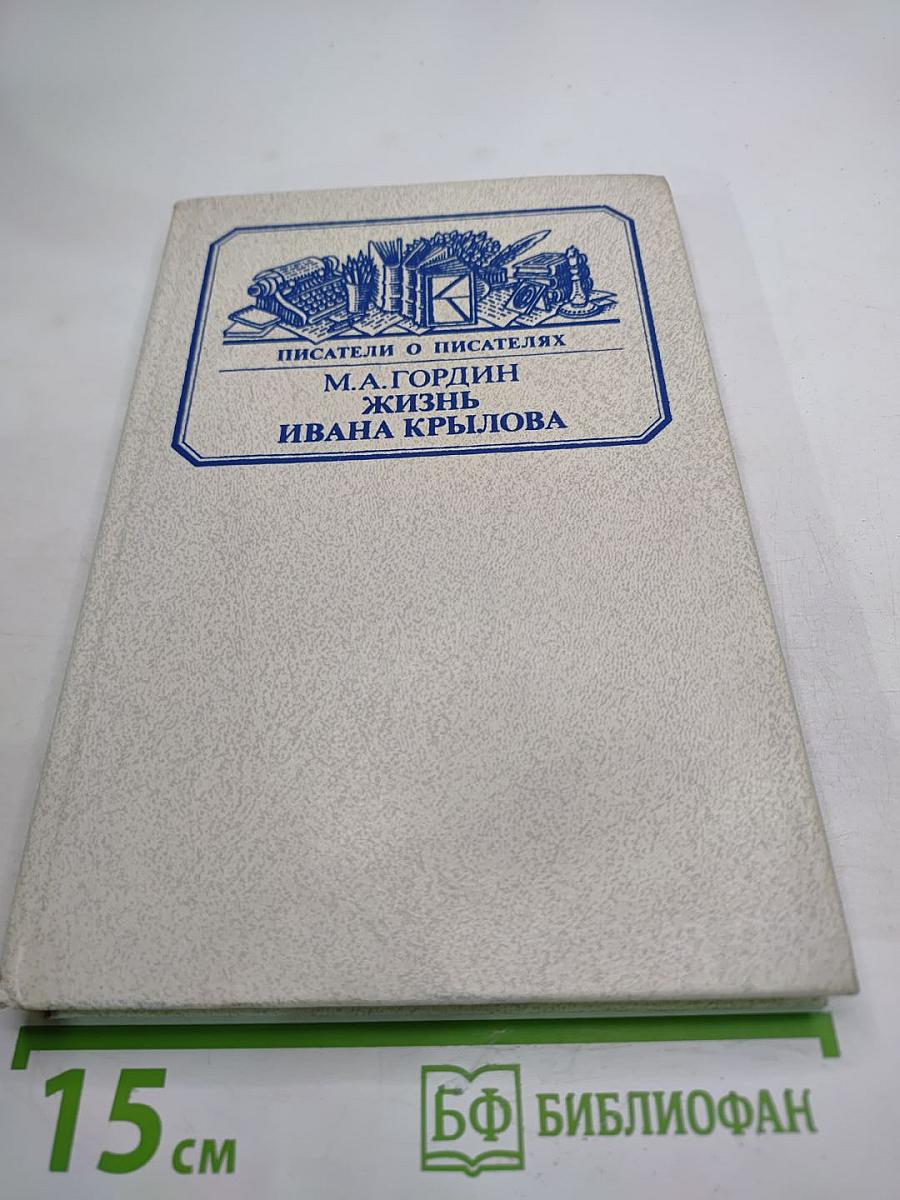 ПИСАТЕЛИ О ПИСАТЕЛЯХ
М.А.ГОРДИН
ЖИЗНЬ
ИВАНА КРЫЛОВА
15 см
БФ БИБЛИОФАН